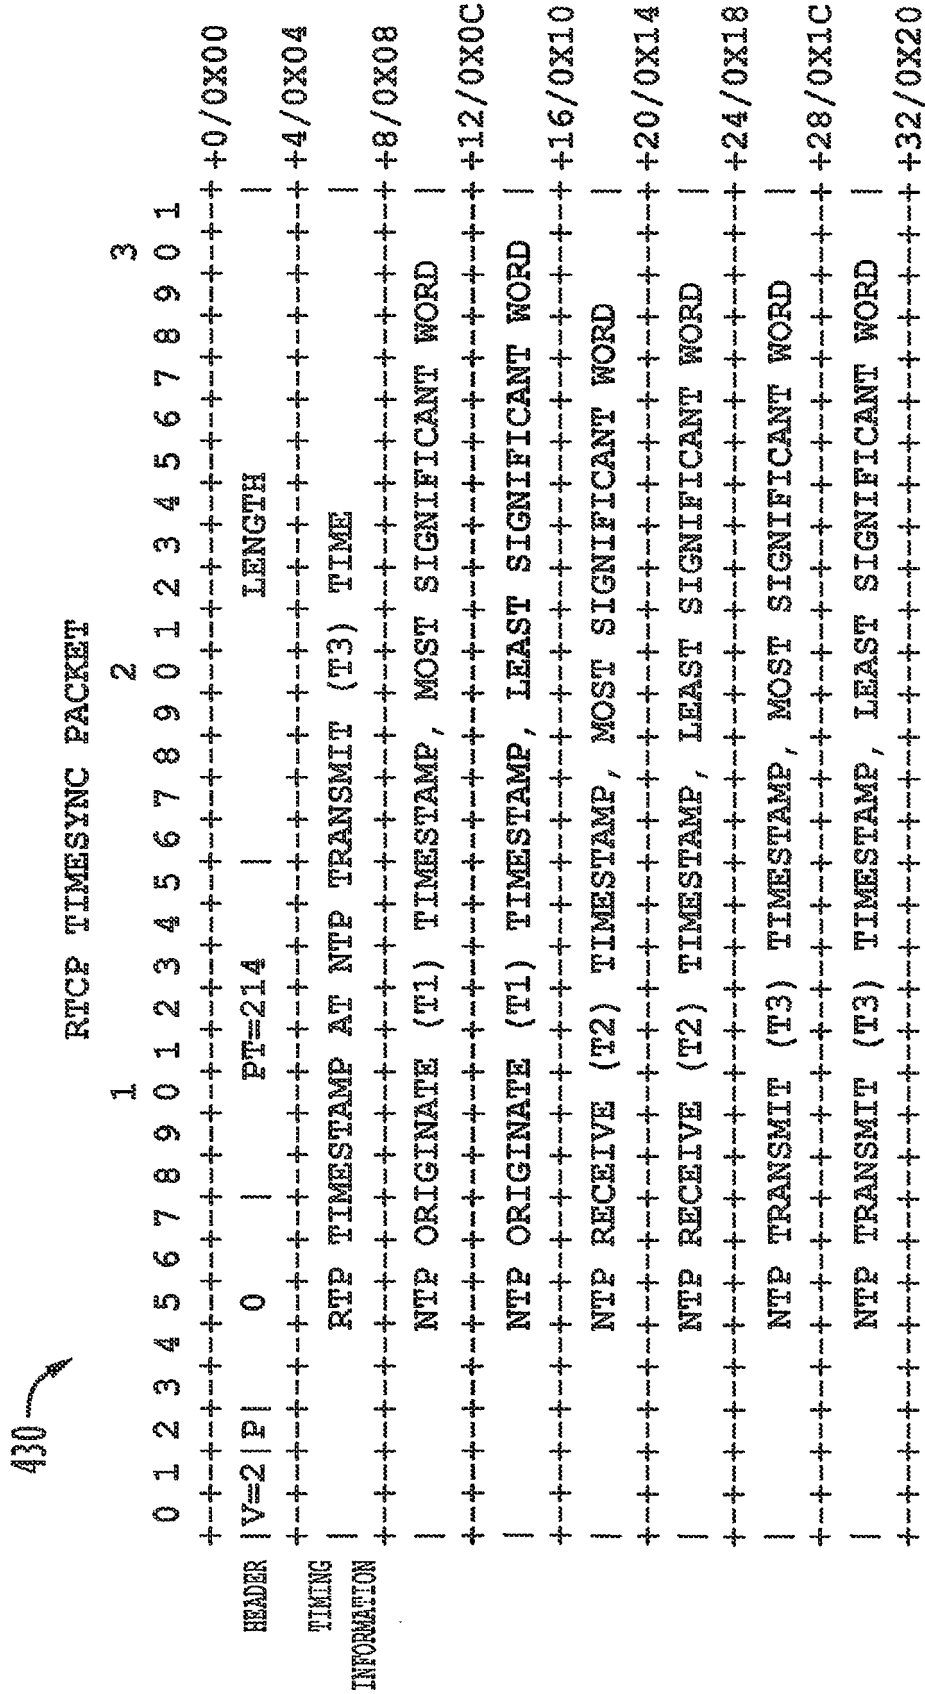 430
RTCP TIMESYNC PACKET
1 2 3
0 1 2 3 4 5 6 7 8 9 0 1 2 3 4 5 6 7 8 9 0 1 2 3 4 5 6 7 8 9 0 1
+-+-+-+-+-+-+-+-+-+-+-+-+-+-+-+-+-+-+-+-+-+-+-+-+-+-+-+-+-+-+-+-+ +0/0X00
HEADER |V=2|P| 0 | PT=214 | LENGTH |
+-+-+-+-+-+-+-+-+-+-+-+-+-+-+-+-+-+-+-+-+-+-+-+-+-+-+-+-+-+-+-+-+ +4/0X04
TIMING INFORMATION | RTP TIMESTAMP AT NTP TRANSMIT (T3) TIME
+-+-+-+-+-+-+-+-+-+-+-+-+-+-+-+-+-+-+-+-+-+-+-+-+-+-+-+-+-+-+-+-+ +8/0X08
| NTP ORIGINATE (T1) TIMESTAMP, MOST SIGNIFICANT WORD |
+-+-+-+-+-+-+-+-+-+-+-+-+-+-+-+-+-+-+-+-+-+-+-+-+-+-+-+-+-+-+-+-+ +12/0X0C
| NTP ORIGINATE (T1) TIMESTAMP, LEAST SIGNIFICANT WORD |
+-+-+-+-+-+-+-+-+-+-+-+-+-+-+-+-+-+-+-+-+-+-+-+-+-+-+-+-+-+-+-+-+ +16/0X10
| NTP RECEIVE (T2) TIMESTAMP, MOST SIGNIFICANT WORD |
+-+-+-+-+-+-+-+-+-+-+-+-+-+-+-+-+-+-+-+-+-+-+-+-+-+-+-+-+-+-+-+-+ +20/0X14
| NTP RECEIVE (T2) TIMESTAMP, LEAST SIGNIFICANT WORD |
+-+-+-+-+-+-+-+-+-+-+-+-+-+-+-+-+-+-+-+-+-+-+-+-+-+-+-+-+-+-+-+-+ +24/0X18
| NTP TRANSMIT (T3) TIMESTAMP, MOST SIGNIFICANT WORD |
+-+-+-+-+-+-+-+-+-+-+-+-+-+-+-+-+-+-+-+-+-+-+-+-+-+-+-+-+-+-+-+-+ +28/0X1C
| NTP TRANSMIT (T3) TIMESTAMP, LEAST SIGNIFICANT WORD |
+-+-+-+-+-+-+-+-+-+-+-+-+-+-+-+-+-+-+-+-+-+-+-+-+-+-+-+-+-+-+-+-+ +32/0X20